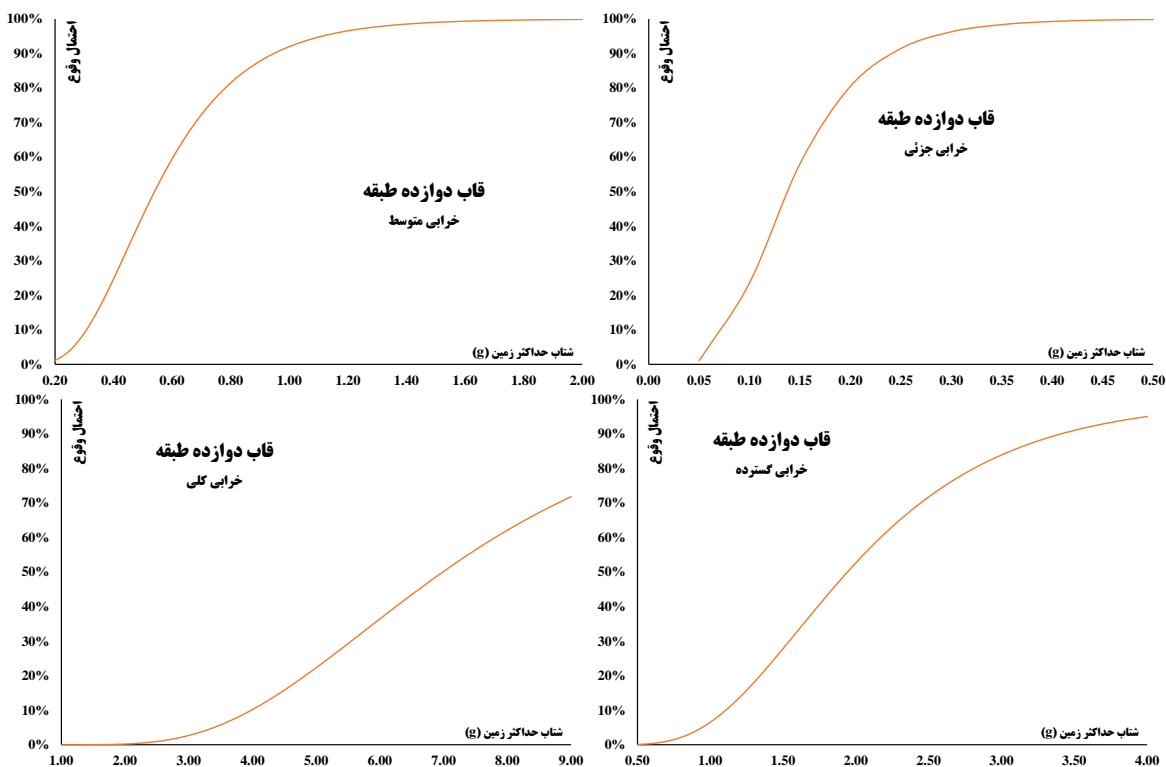 100%
90%
80%
70%
60%
50%
40%
30%
20%
10%
0%
احتمال وقوع
قاب دوازده طبقه
خرابی متوسط
شتاب حداکثر زمین (g)
0.20 0.40 0.60 0.80 1.00 1.20 1.40 1.60 1.80 2.00
100%
90%
80%
70%
60%
50%
40%
30%
20%
10%
0%
احتمال وقوع
قاب دوازده طبقه
خرابی جزئی
شتاب حداکثر زمین (g)
0.00 0.05 0.10 0.15 0.20 0.25 0.30 0.35 0.40 0.45 0.50
100%
90%
80%
70%
60%
50%
40%
30%
20%
10%
0%
احتمال وقوع
قاب دوازده طبقه
خرابی کلی
شتاب حداکثر زمین (g)
1.00 2.00 3.00 4.00 5.00 6.00 7.00 8.00 9.00
100%
90%
80%
70%
60%
50%
40%
30%
20%
10%
0%
احتمال وقوع
قاب دوازده طبقه
خرابی گسترده
شتاب حداکثر زمین (g)
0.50 1.00 1.50 2.00 2.50 3.00 3.50 4.00